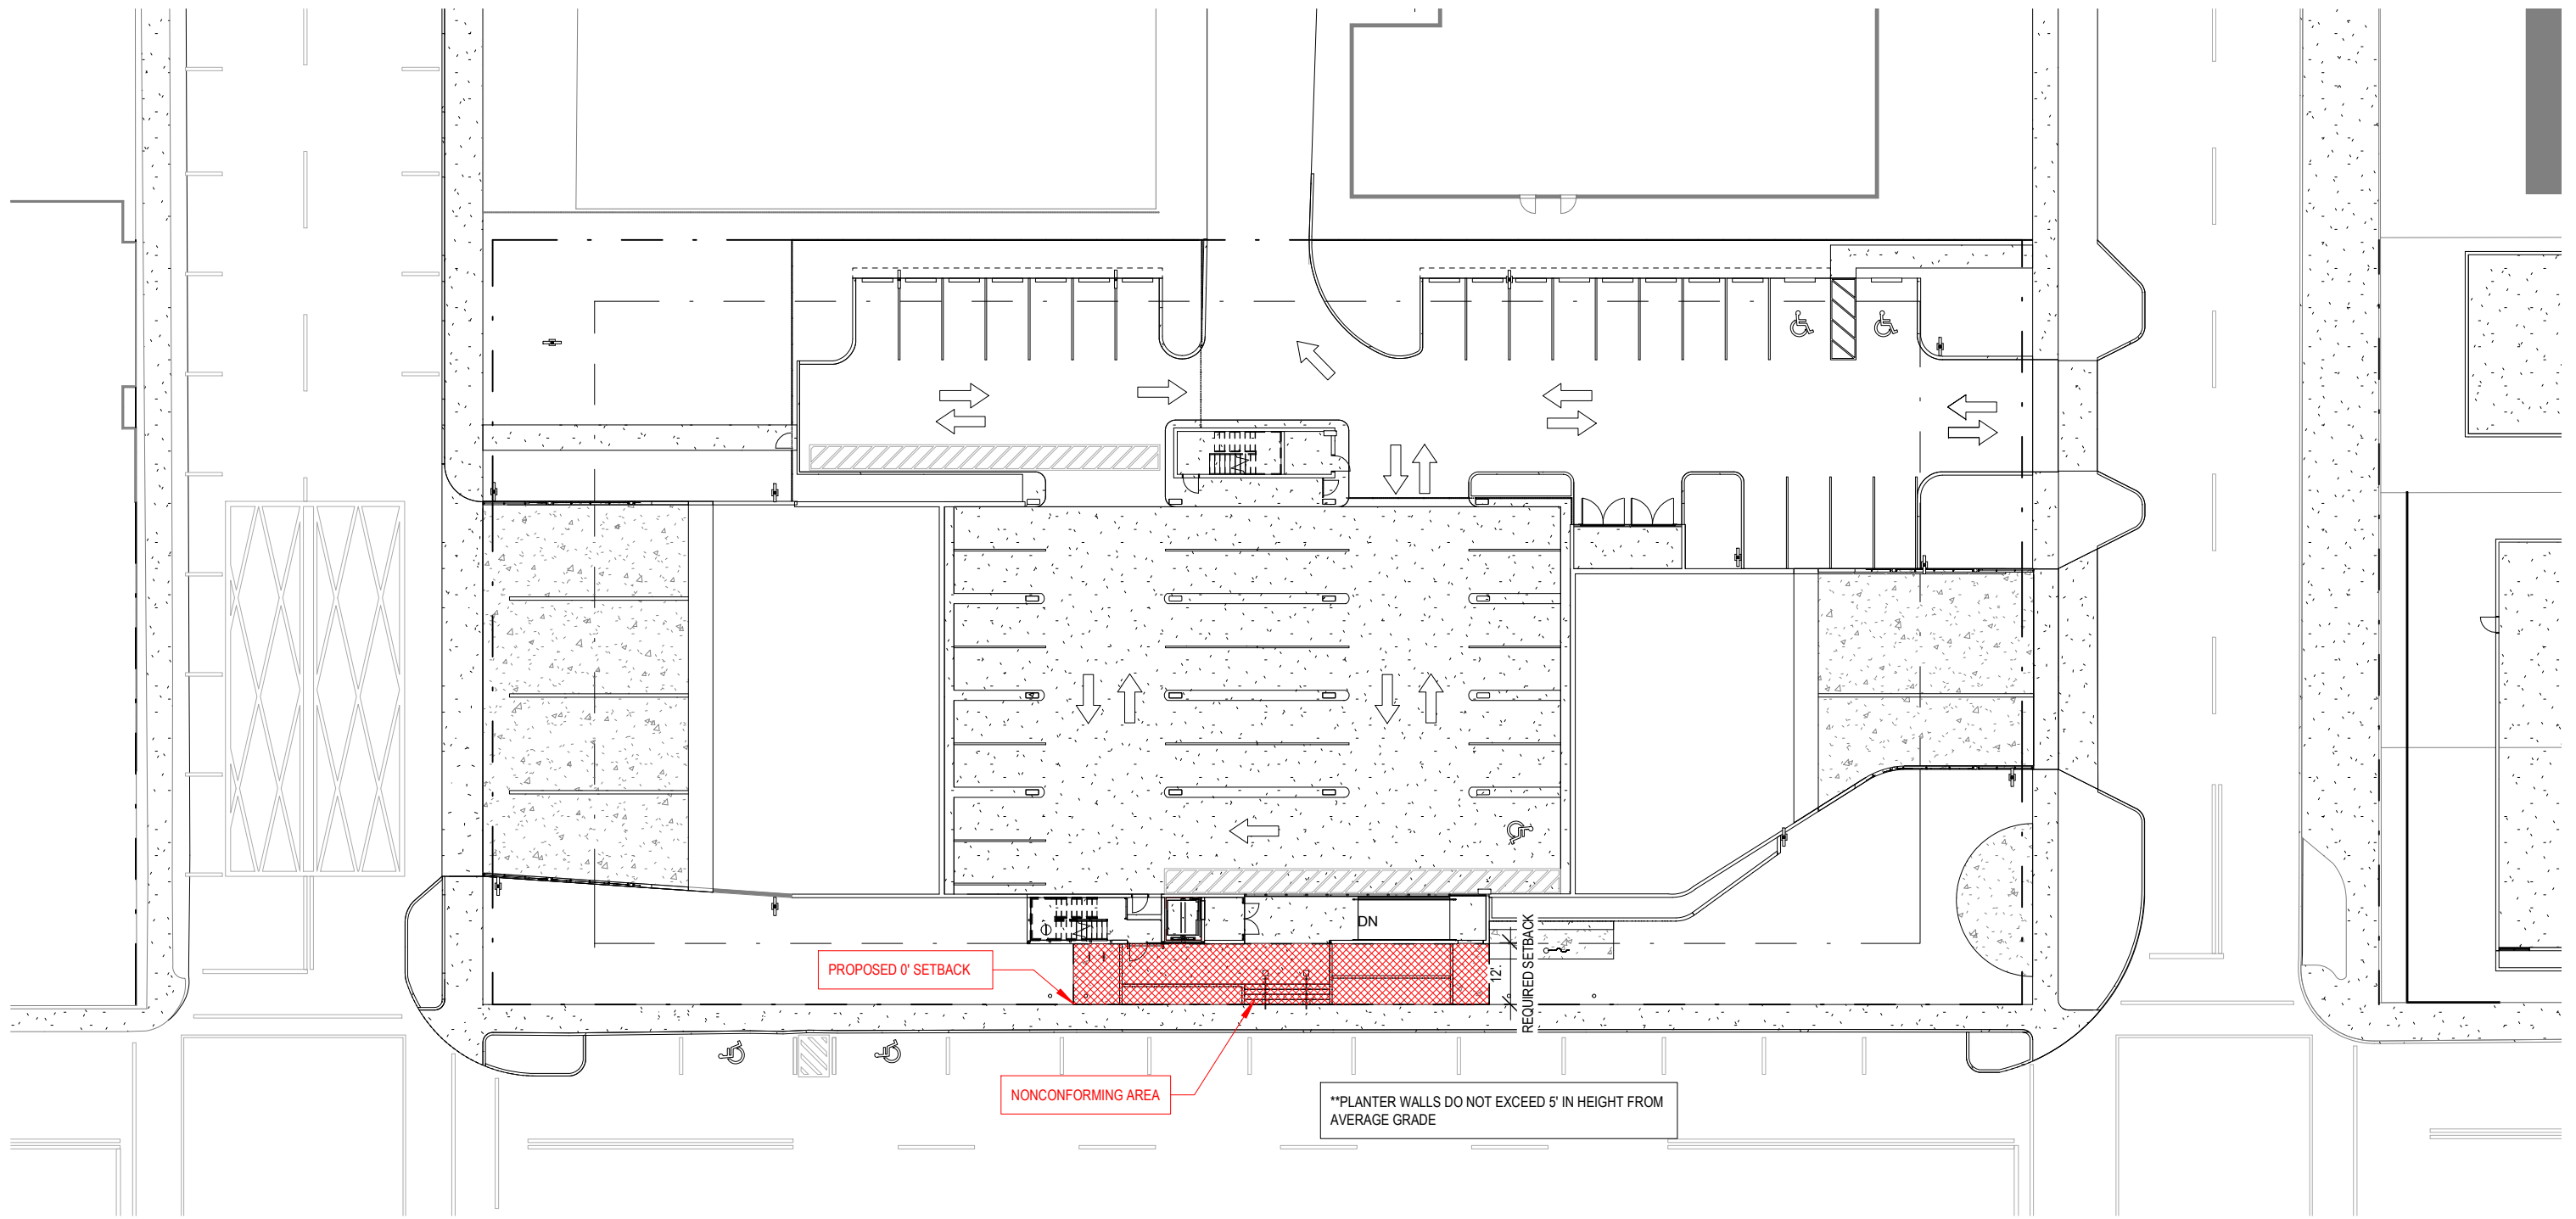 DN
PROPOSED 0' SETBACK
12'
REQUIRED SETBACK
NONCONFORMING AREA
**PLANTER WALLS DO NOT EXCEED 5' IN HEIGHT FROM
AVERAGE GRADE